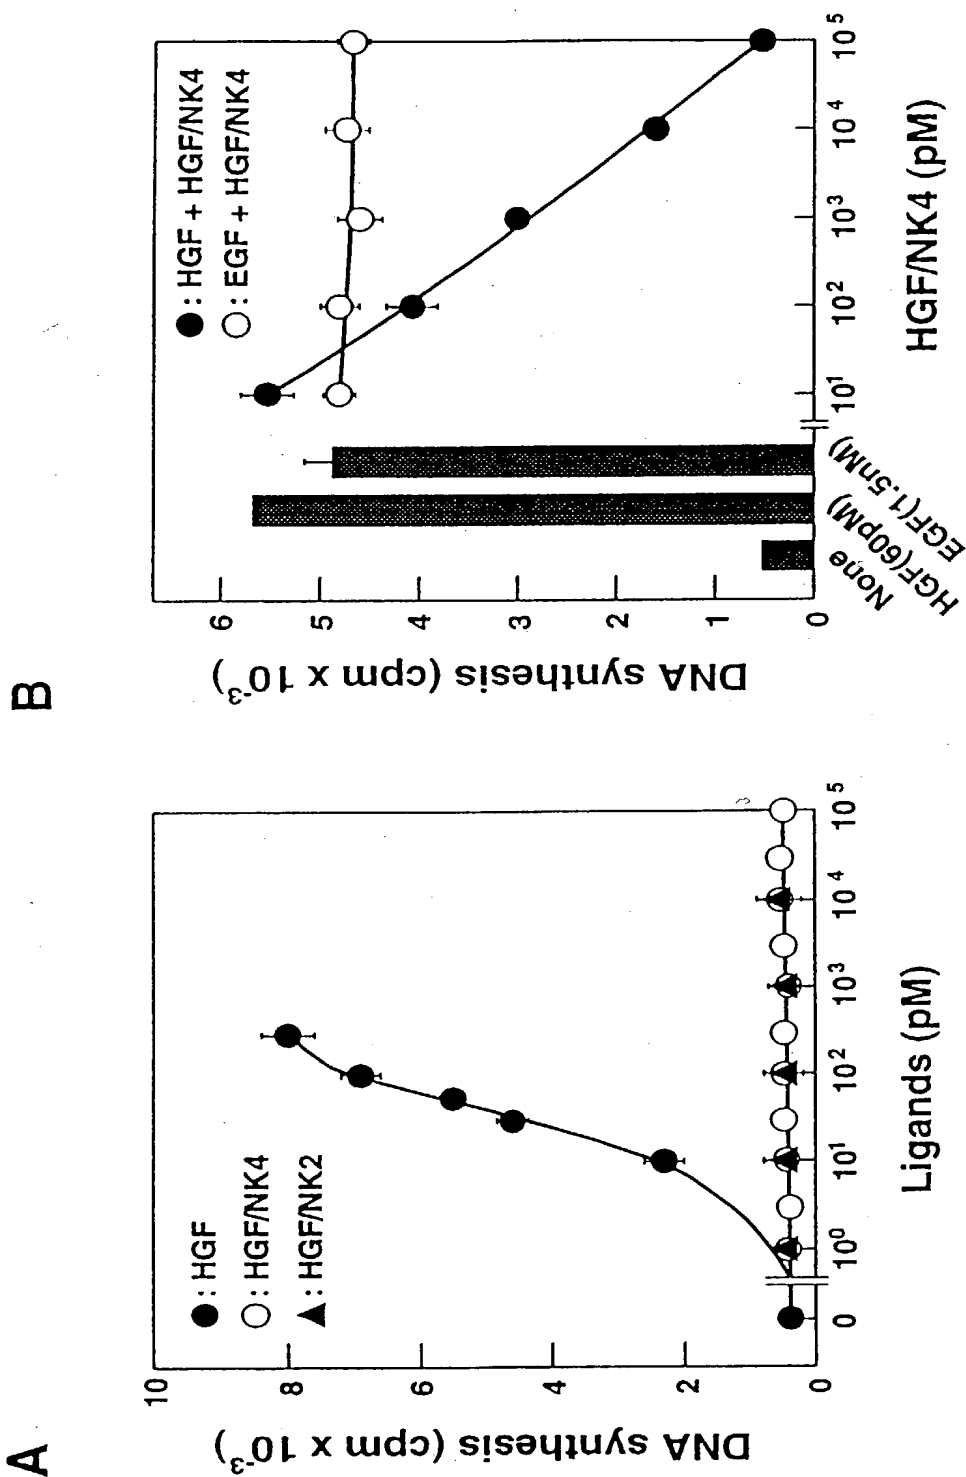 A
DNA synthesis (cpm x 10⁻³)
10
8
6
4
2
0
● : HGF
○ : HGF/NK4
▲ : HGF/NK2
0 10⁰ 10¹ 10² 10³ 10⁴ 10⁵
Ligands (pM)
B
DNA synthesis (cpm x 10⁻³)
6
5
4
3
2
1
0
● : HGF + HGF/NK4
○ : EGF + HGF/NK4
None
HGF(60pM)
EGF(1.5nM)
10¹ 10² 10³ 10⁴ 10⁵
HGF/NK4 (pM)